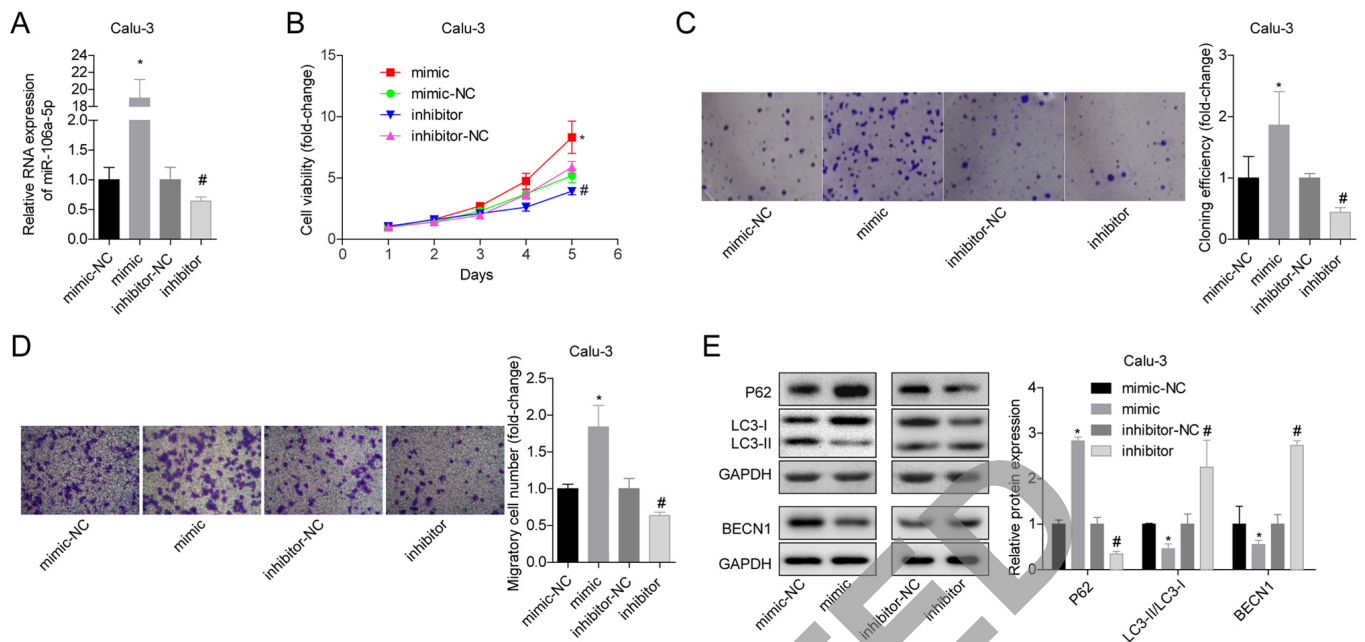 A
Calu-3
Relative RNA expression
of miR-106a-5p
24
22
20
18
16
2.0
1.5
1.0
0.5
0.0
*
#
mimic-NC
mimic
inhibitor-NC
inhibitor
B
Calu-3
Cell viability (fold-change)
15
10
5
0
mimic
mimic-NC
inhibitor
inhibitor-NC
*
#
0 1 2 3 4 5 6
Days
C
mimic-NC
mimic
inhibitor-NC
inhibitor
Calu-3
Cloning efficiency (fold-change)
3
2
1
0
*
#
mimic-NC
mimic
inhibitor-NC
inhibitor
D
mimic-NC
mimic
inhibitor-NC
inhibitor
Calu-3
Migratory cell number (fold-change)
2.5
2.0
1.5
1.0
0.5
0.0
*
#
mimic-NC
mimic
inhibitor-NC
inhibitor
E
P62
LC3-I
LC3-II
GAPDH
BECN1
GAPDH
mimic-NC
mimic
inhibitor-NC
inhibitor
Calu-3
Relative protein expression
4
3
2
1
0
mimic-NC
mimic
inhibitor-NC
inhibitor
* # * # * #
P62
LC3-II/LC3-I
BECN1